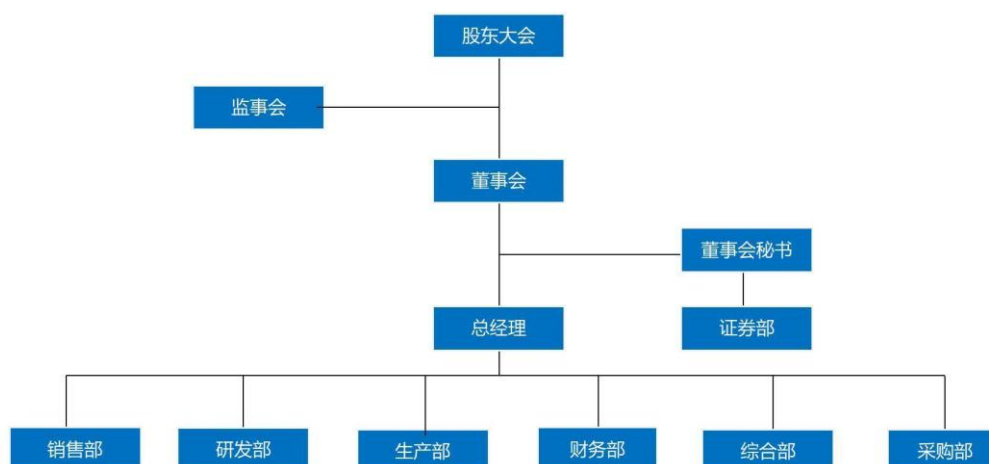 股东大会
监事会
董事会
董事会秘书
总经理
证券部
销售部
研发部
生产部
财务部
综合部
采购部